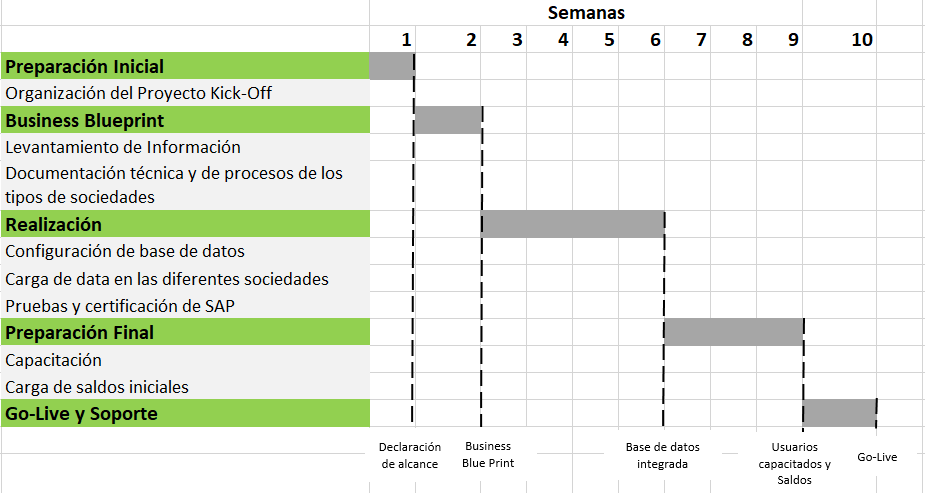 Semanas
1 2 3 4 5 6 7 8 9 10
Preparación Inicial
Organización del Proyecto Kick-Off
Business Blueprint
Levantamiento de Información
Documentación técnica y de procesos de los
tipos de sociedades
Realización
Configuración de base de datos
Carga de data en las diferentes sociedades
Pruebas y certificación de SAP
Preparación Final
Capacitación
Carga de saldos iniciales
Go-Live y Soporte
Declaración
de alcance
Business
Blue Print
Base de datos
integrada
Usuarios
capacitados y
Saldos
Go-Live